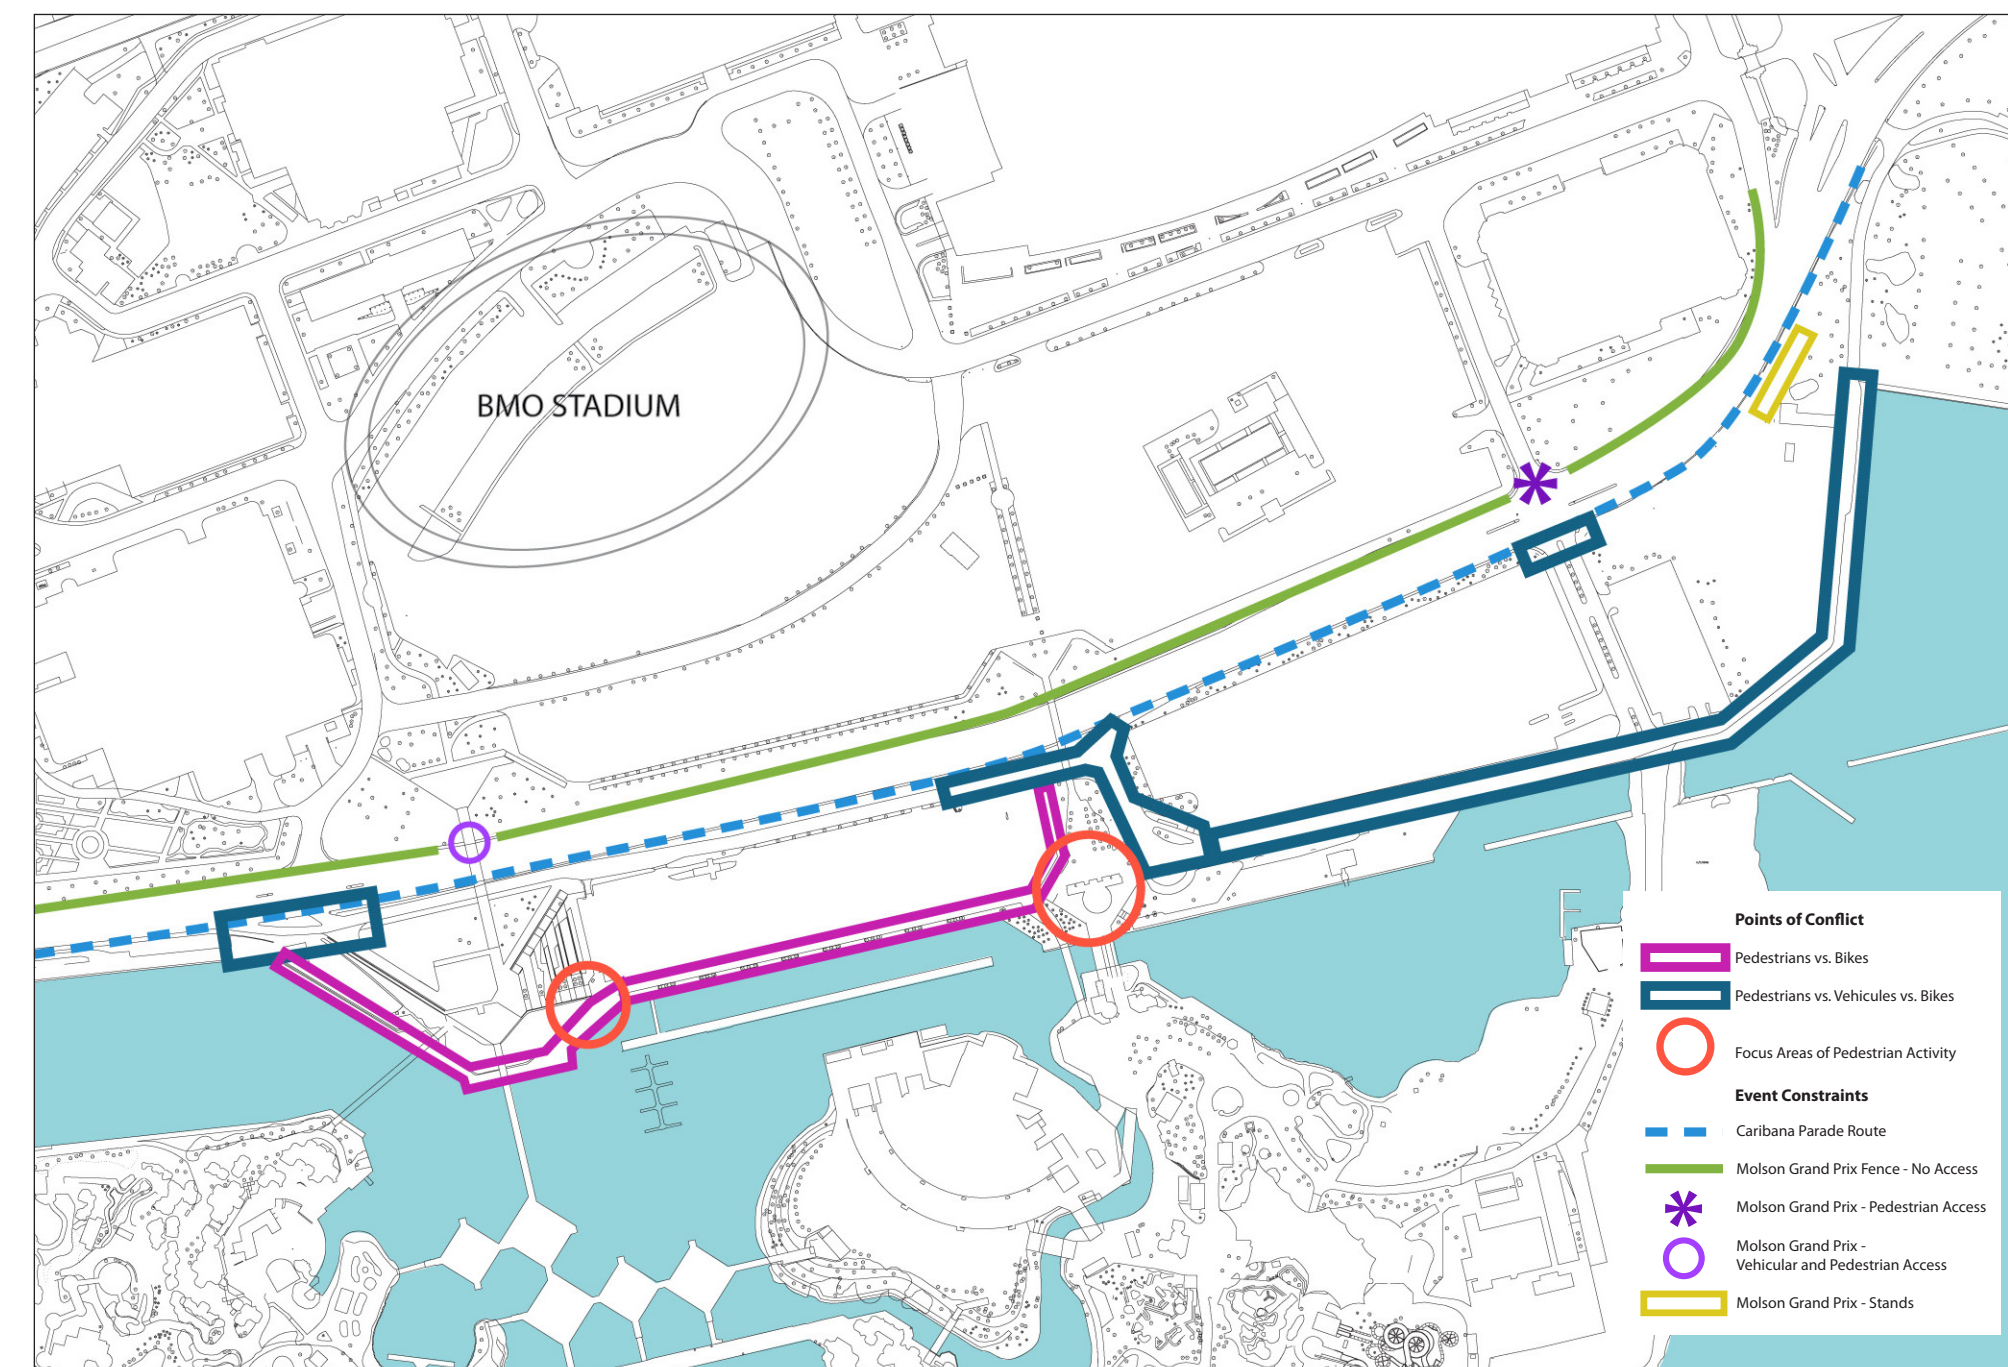 BMO STADIUM
Points of Conflict
Pedestrians vs. Bikes
Pedestrians vs. Vehicules vs. Bikes
Focus Areas of Pedestrian Activity
Event Constraints
Caribana Parade Route
Molson Grand Prix Fence - No Access
Molson Grand Prix - Pedestrian Access
Molson Grand Prix -
Vehicular and Pedestrian Access
Molson Grand Prix - Stands